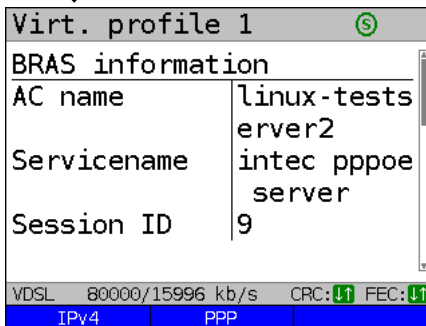 Virt. profile 1 S
BRAS information
AC name linux-tests
erver2
Servicename intec pppoe
server
Session ID 9
VDSL 80000/15996 kb/s CRC:↓↑ FEC:↓↑
IPv4 PPP